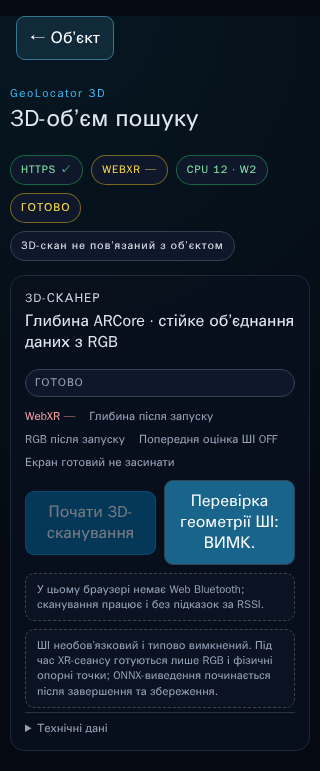 ← Об'єкт
GeoLocator 3D
3D-об'єм пошуку
HTTPS ✓ WEBXR — CPU 12 · W2
ГОТОВО
3D-скан не пов'язаний з об'єктом
3D-СКАНЕР
Глибина ARCore · стійке об'єднання
даних з RGB
ГОТОВО
WebXR — Глибина після запуску
RGB після запуску Попередня оцінка ШІ OFF
Екран готовий не засинати
Почати 3D-
сканування
Перевірка
геометрії ШІ:
ВИМК.
У цьому браузері немає Web Bluetooth;
сканування працює і без підказок за RSSI.
ШІ необов'язковий і типово вимкнений. Під
час XR-сеансу готуються лише RGB і фізичні
опорні точки; ONNX-виведення починається
після завершення та збереження.
▶ Технічні дані